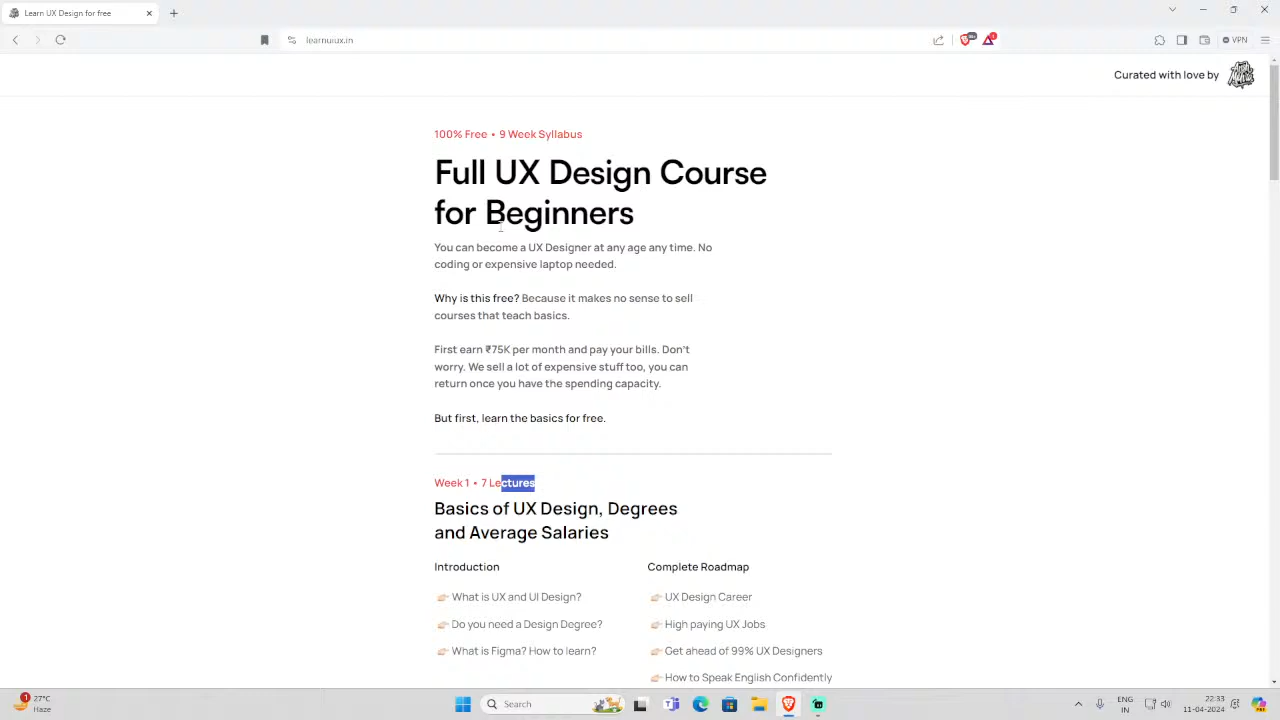 Learn UX Design for free
learnuiux.in
VPN
Curated with love by
100% Free • 9 Week Syllabus
Full UX Design Course
for Beginners
You can become a UX Designer at any age any time. No
coding or expensive laptop needed.
Why is this free? Because it makes no sense to sell
courses that teach basics.
First earn ₹75K per month and pay your bills. Don't
worry. We sell a lot of expensive stuff too, you can
return once you have the spending capacity.
But first, learn the basics for free.
Week 1 • 7 Lectures
Basics of UX Design, Degrees
and Average Salaries
Introduction
What is UX and UI Design?
Do you need a Design Degree?
What is Figma? How to learn?
Complete Roadmap
UX Design Career
High paying UX Jobs
Get ahead of 99% UX Designers
How to Speak English Confidently
1
27°C
Haze
Search
ENG
IN
22:33
11-04-2024